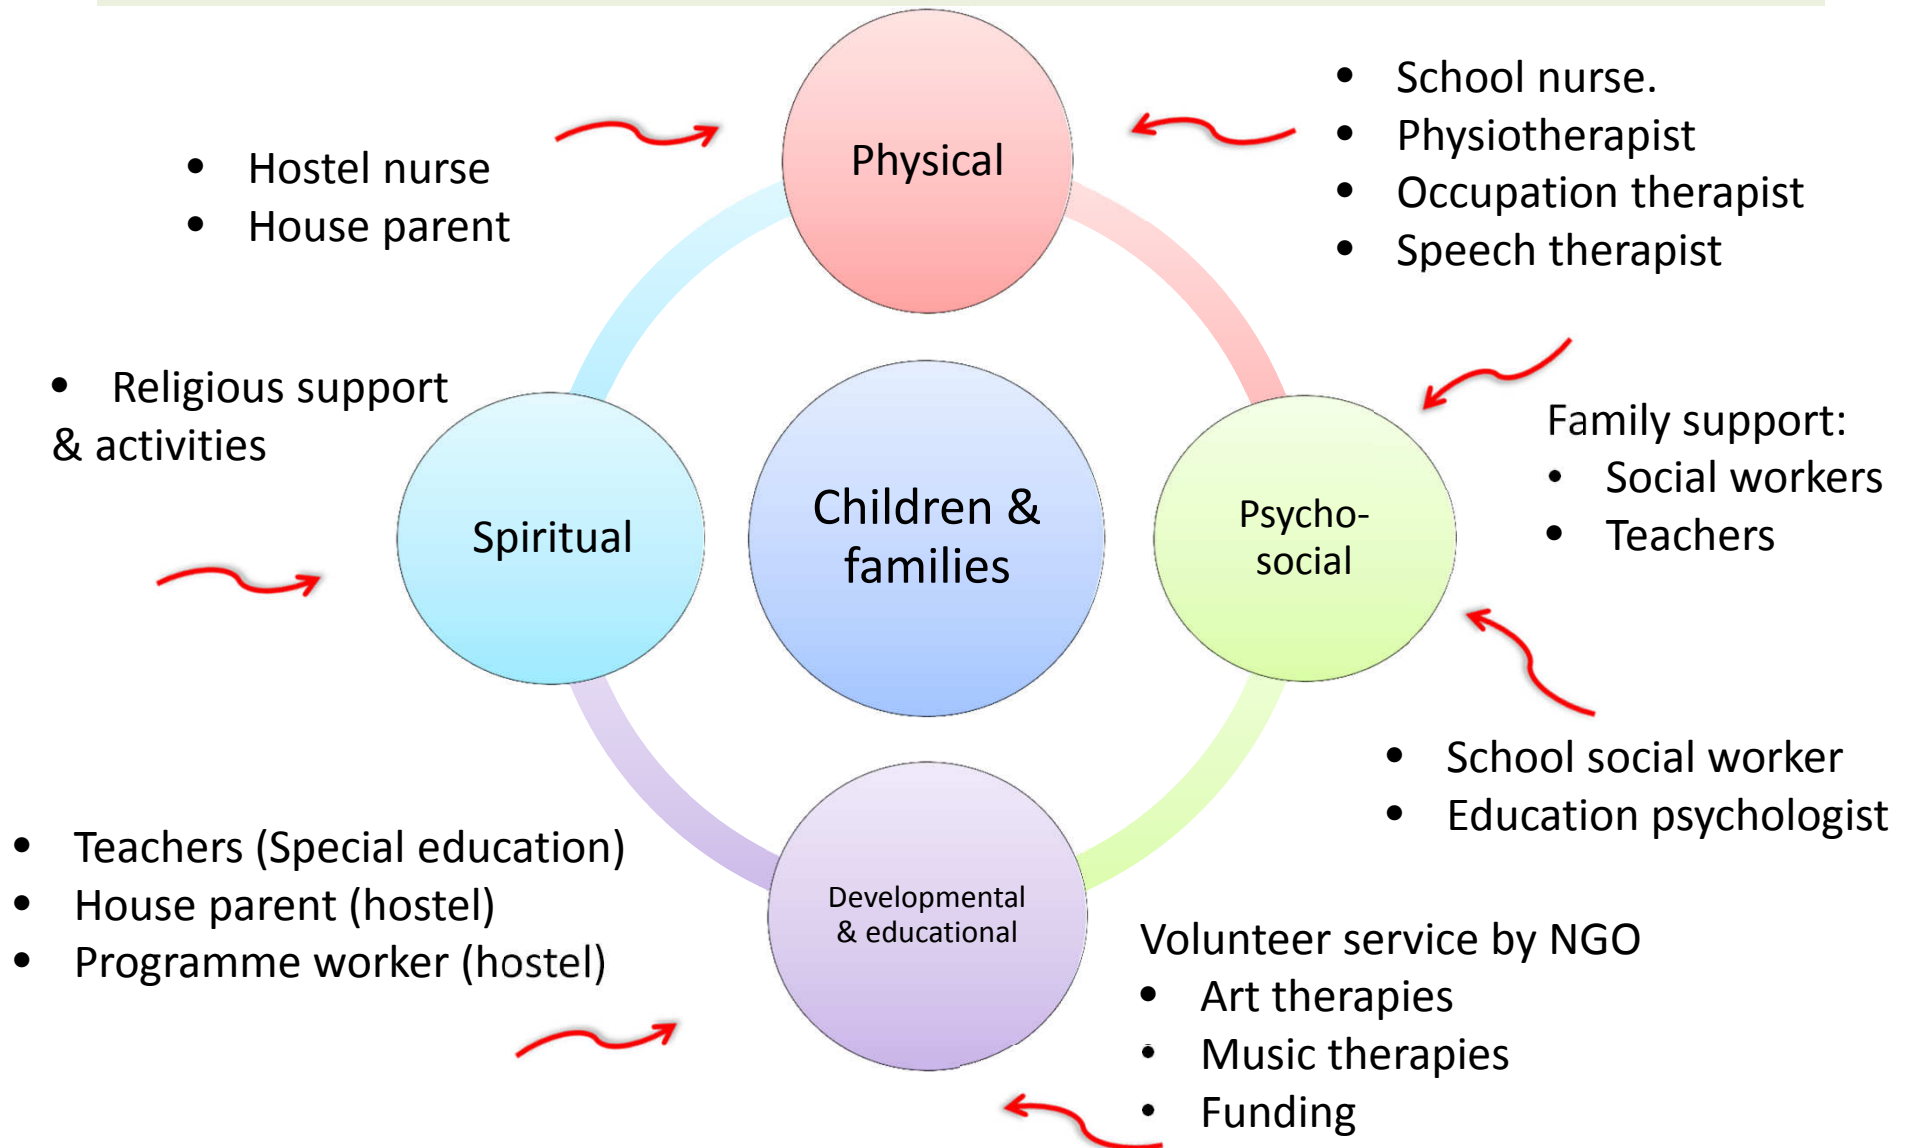 Physical
• School nurse.
• Physiotherapist
• Occupation therapist
• Speech therapist
• Hostel nurse
• House parent
• Religious support
& activities
Spiritual
Children &
families
Psycho-
social
Family support:
• Social workers
• Teachers
• School social worker
• Education psychologist
• Teachers (Special education)
• House parent (hostel)
• Programme worker (hostel)
Developmental
& educational
Volunteer service by NGO
• Art therapies
• Music therapies
• Funding